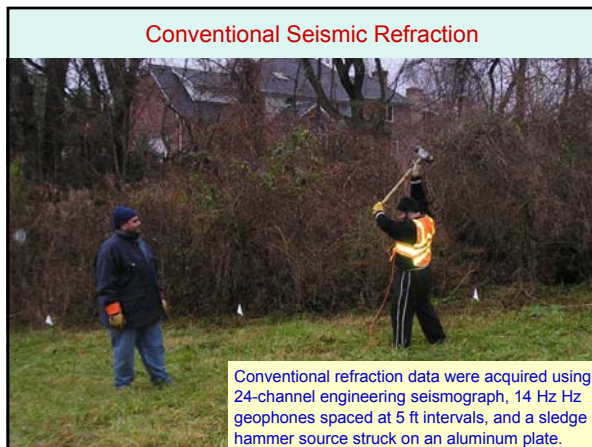 Conventional Seismic Refraction
Conventional refraction data were acquired using
24-channel engineering seismograph, 14 Hz Hz
geophones spaced at 5 ft intervals, and a sledge
hammer source struck on an aluminum plate.